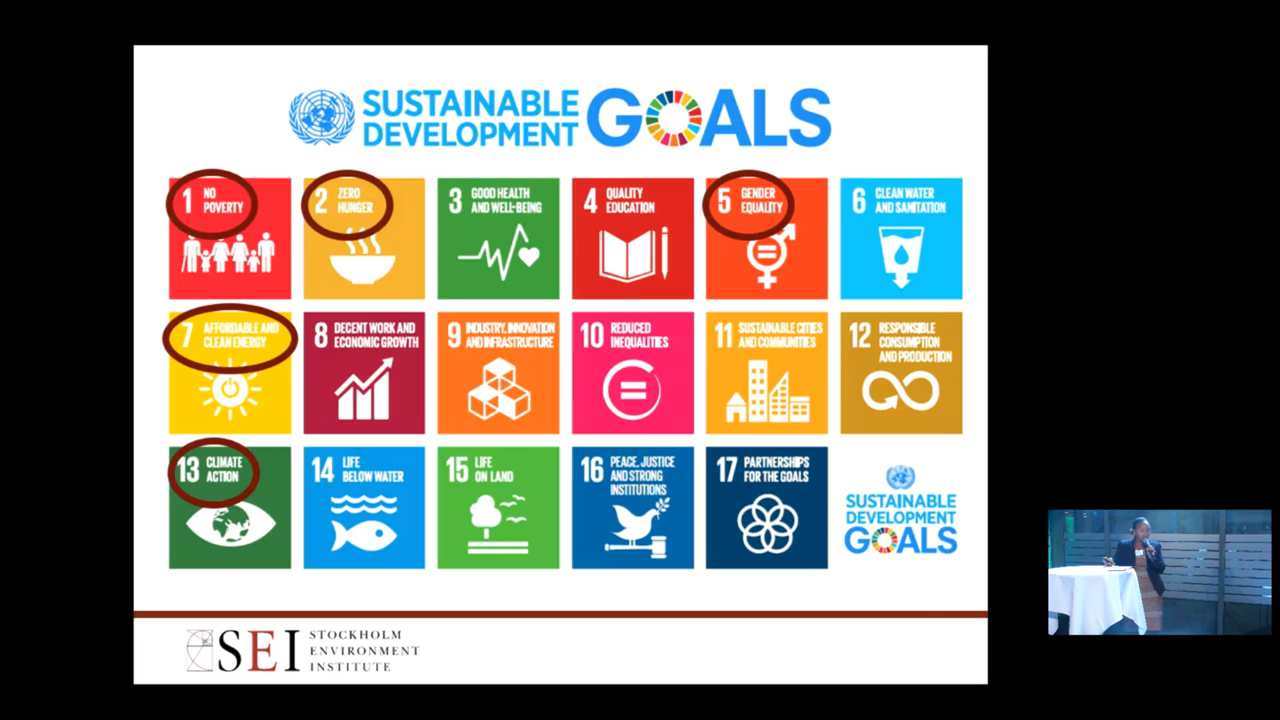 SUSTAINABLE
DEVELOPMENT
GOALS
1 NO
POVERTY
2 ZERO
HUNGER
3 GOOD HEALTH
AND WELL-BEING
4 QUALITY
EDUCATION
5 GENDER
EQUALITY
6 CLEAN WATER
AND SANITATION
7 AFFORDABLE AND
CLEAN ENERGY
8 DECENT WORK AND
ECONOMIC GROWTH
9 INDUSTRY, INNOVATION
AND INFRASTRUCTURE
10 REDUCED
INEQUALITIES
11 SUSTAINABLE CITIES
AND COMMUNITIES
12 RESPONSIBLE
CONSUMPTION
AND PRODUCTION
13 CLIMATE
ACTION
14 LIFE
BELOW WATER
15 LIFE
ON LAND
16 PEACE, JUSTICE
AND STRONG
INSTITUTIONS
17 PARTNERSHIPS
FOR THE GOALS
SUSTAINABLE
DEVELOPMENT
GOALS
SEI
STOCKHOLM
ENVIRONMENT
INSTITUTE